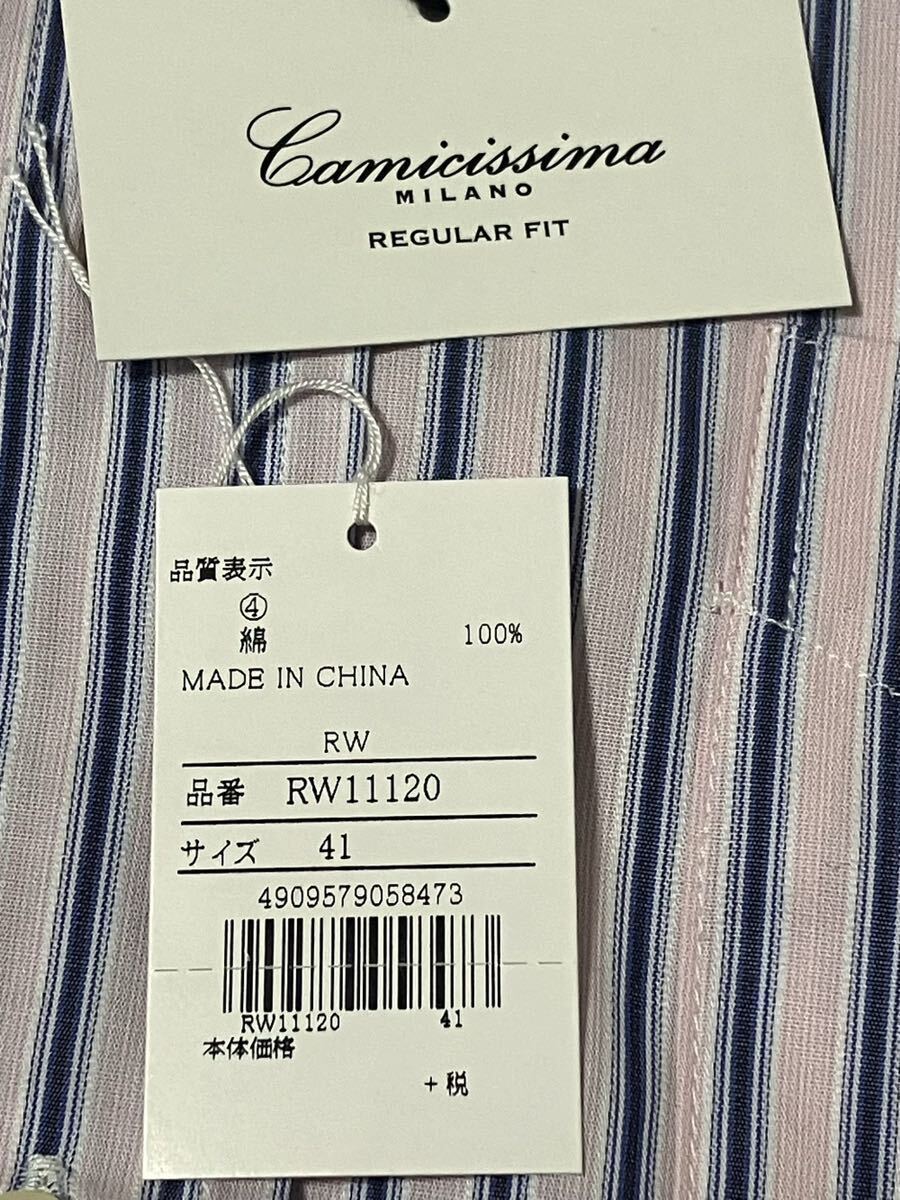 Camicissima
MILANO
REGULAR FIT
品質表示
④
綿 100%
MADE IN CHINA
RW
品番 RW11120
サイズ 41
4909579058473
RW11120 41
本体価格
+税